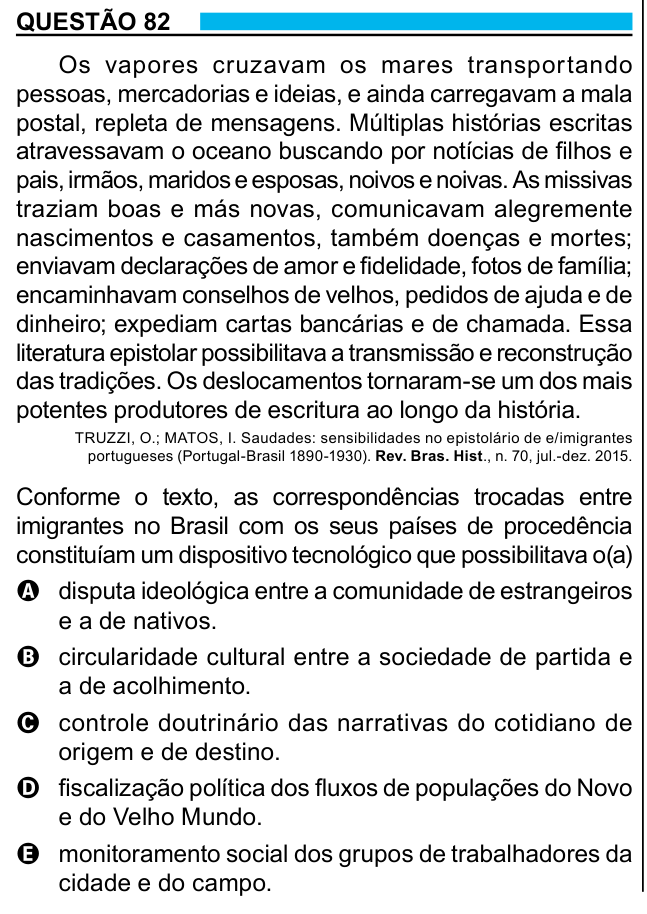 QUESTÃO 82
Os vapores cruzavam os mares transportando
pessoas, mercadorias e ideias, e ainda carregavam a mala
postal, repleta de mensagens. Múltiplas histórias escritas
atravessavam o oceano buscando por notícias de filhos e
pais, irmãos, maridos e esposas, noivos e noivas. As missivas
traziam boas e más novas, comunicavam alegremente
nascimentos e casamentos, também doenças e mortes;
enviavam declarações de amor e fidelidade, fotos de família;
encaminhavam conselhos de velhos, pedidos de ajuda e de
dinheiro; expediam cartas bancárias e de chamada. Essa
literatura epistolar possibilitava a transmissão e reconstrução
das tradições. Os deslocamentos tornaram-se um dos mais
potentes produtores de escritura ao longo da história.
TRUZZI, O.; MATOS, I. Saudades: sensibilidades no epistolário de e/imigrantes
portugueses (Portugal-Brasil 1890-1930). Rev. Bras. Hist., n. 70, jul.-dez. 2015.
Conforme o texto, as correspondências trocadas entre
imigrantes no Brasil com os seus países de procedência
constituíam um dispositivo tecnológico que possibilitava o(a)
A disputa ideológica entre a comunidade de estrangeiros
e a de nativos.
B circularidade cultural entre a sociedade de partida e
a de acolhimento.
C controle doutrinário das narrativas do cotidiano de
origem e de destino.
D fiscalização política dos fluxos de populações do Novo
e do Velho Mundo.
E monitoramento social dos grupos de trabalhadores da
cidade e do campo.